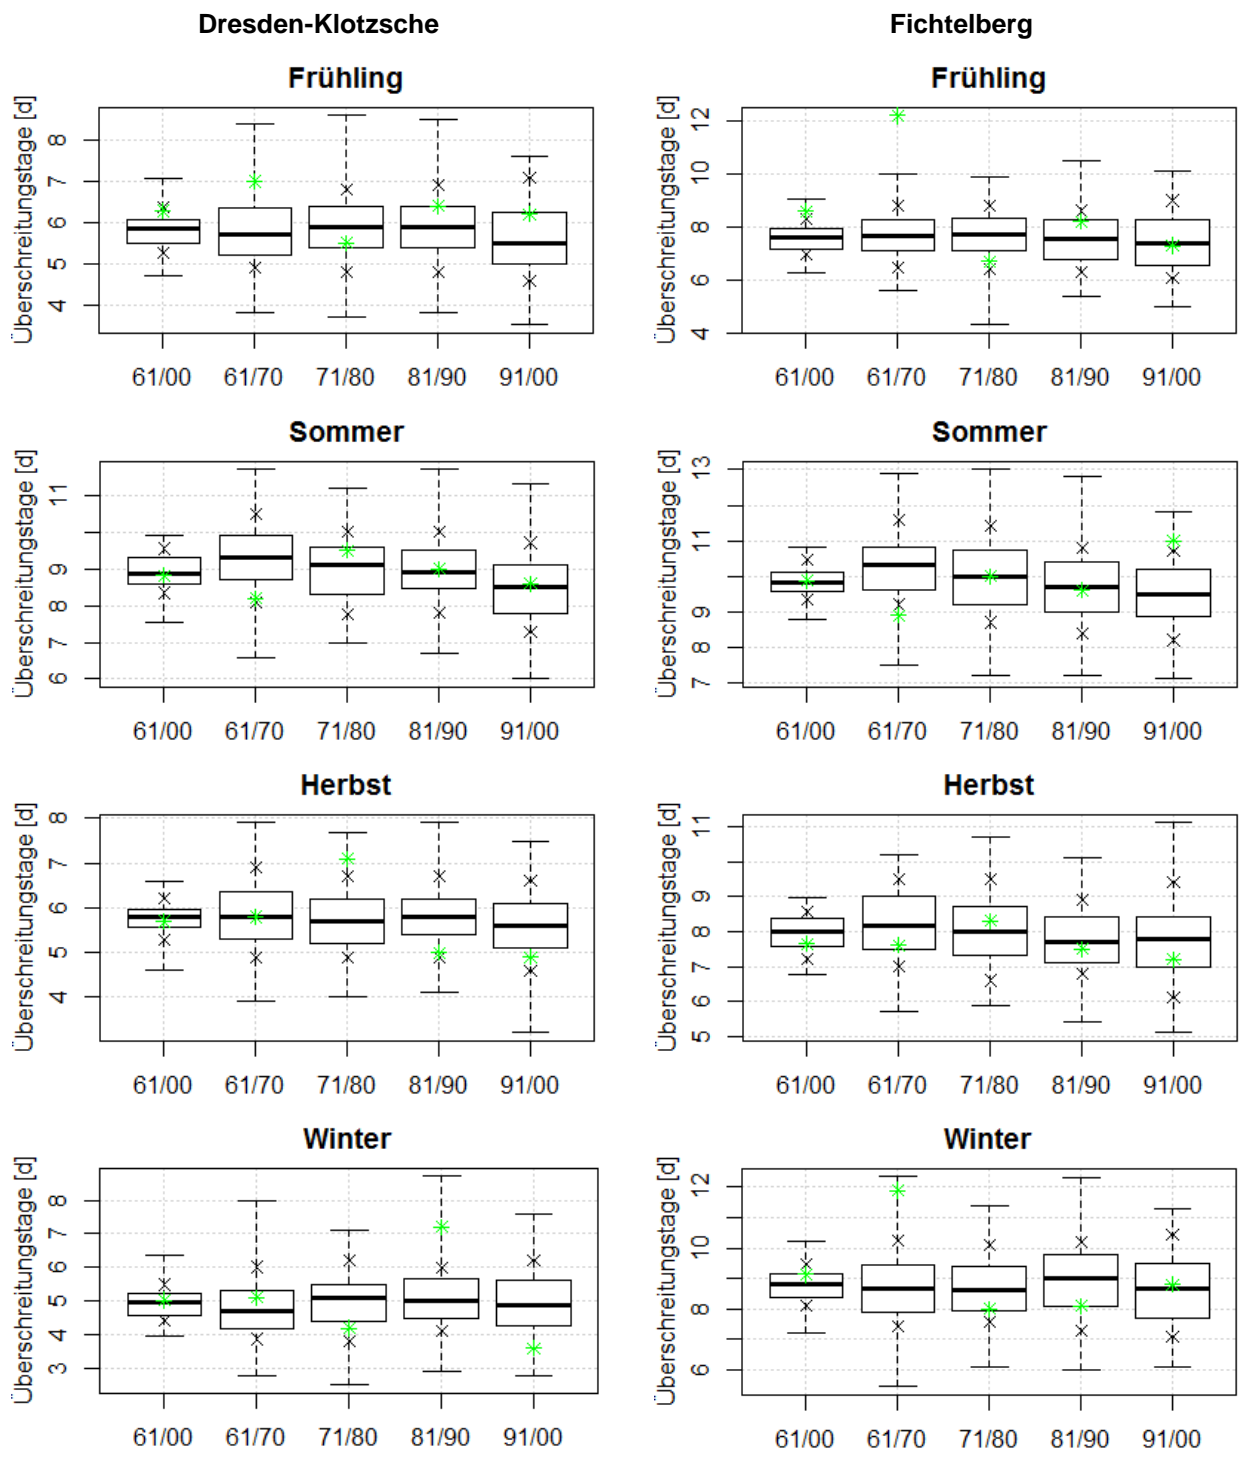 Dresden-Klotzsche Fichtelberg
Frühling
Überschreitungstage [d]
8
7
6
5
4
61/00 61/70 71/80 81/90 91/00
Frühling
Überschreitungstage [d]
12
10
8
6
4
61/00 61/70 71/80 81/90 91/00
Sommer
Überschreitungstage [d]
11
9
8
7
6
61/00 61/70 71/80 81/90 91/00
Sommer
Überschreitungstage [d]
13
11
9
8
7
61/00 61/70 71/80 81/90 91/00
Herbst
Überschreitungstage [d]
8
7
6
5
4
61/00 61/70 71/80 81/90 91/00
Herbst
Überschreitungstage [d]
11
9
8
7
6
5
61/00 61/70 71/80 81/90 91/00
Winter
Überschreitungstage [d]
8
7
6
5
4
3
61/00 61/70 71/80 81/90 91/00
Winter
Überschreitungstage [d]
12
10
8
6
61/00 61/70 71/80 81/90 91/00